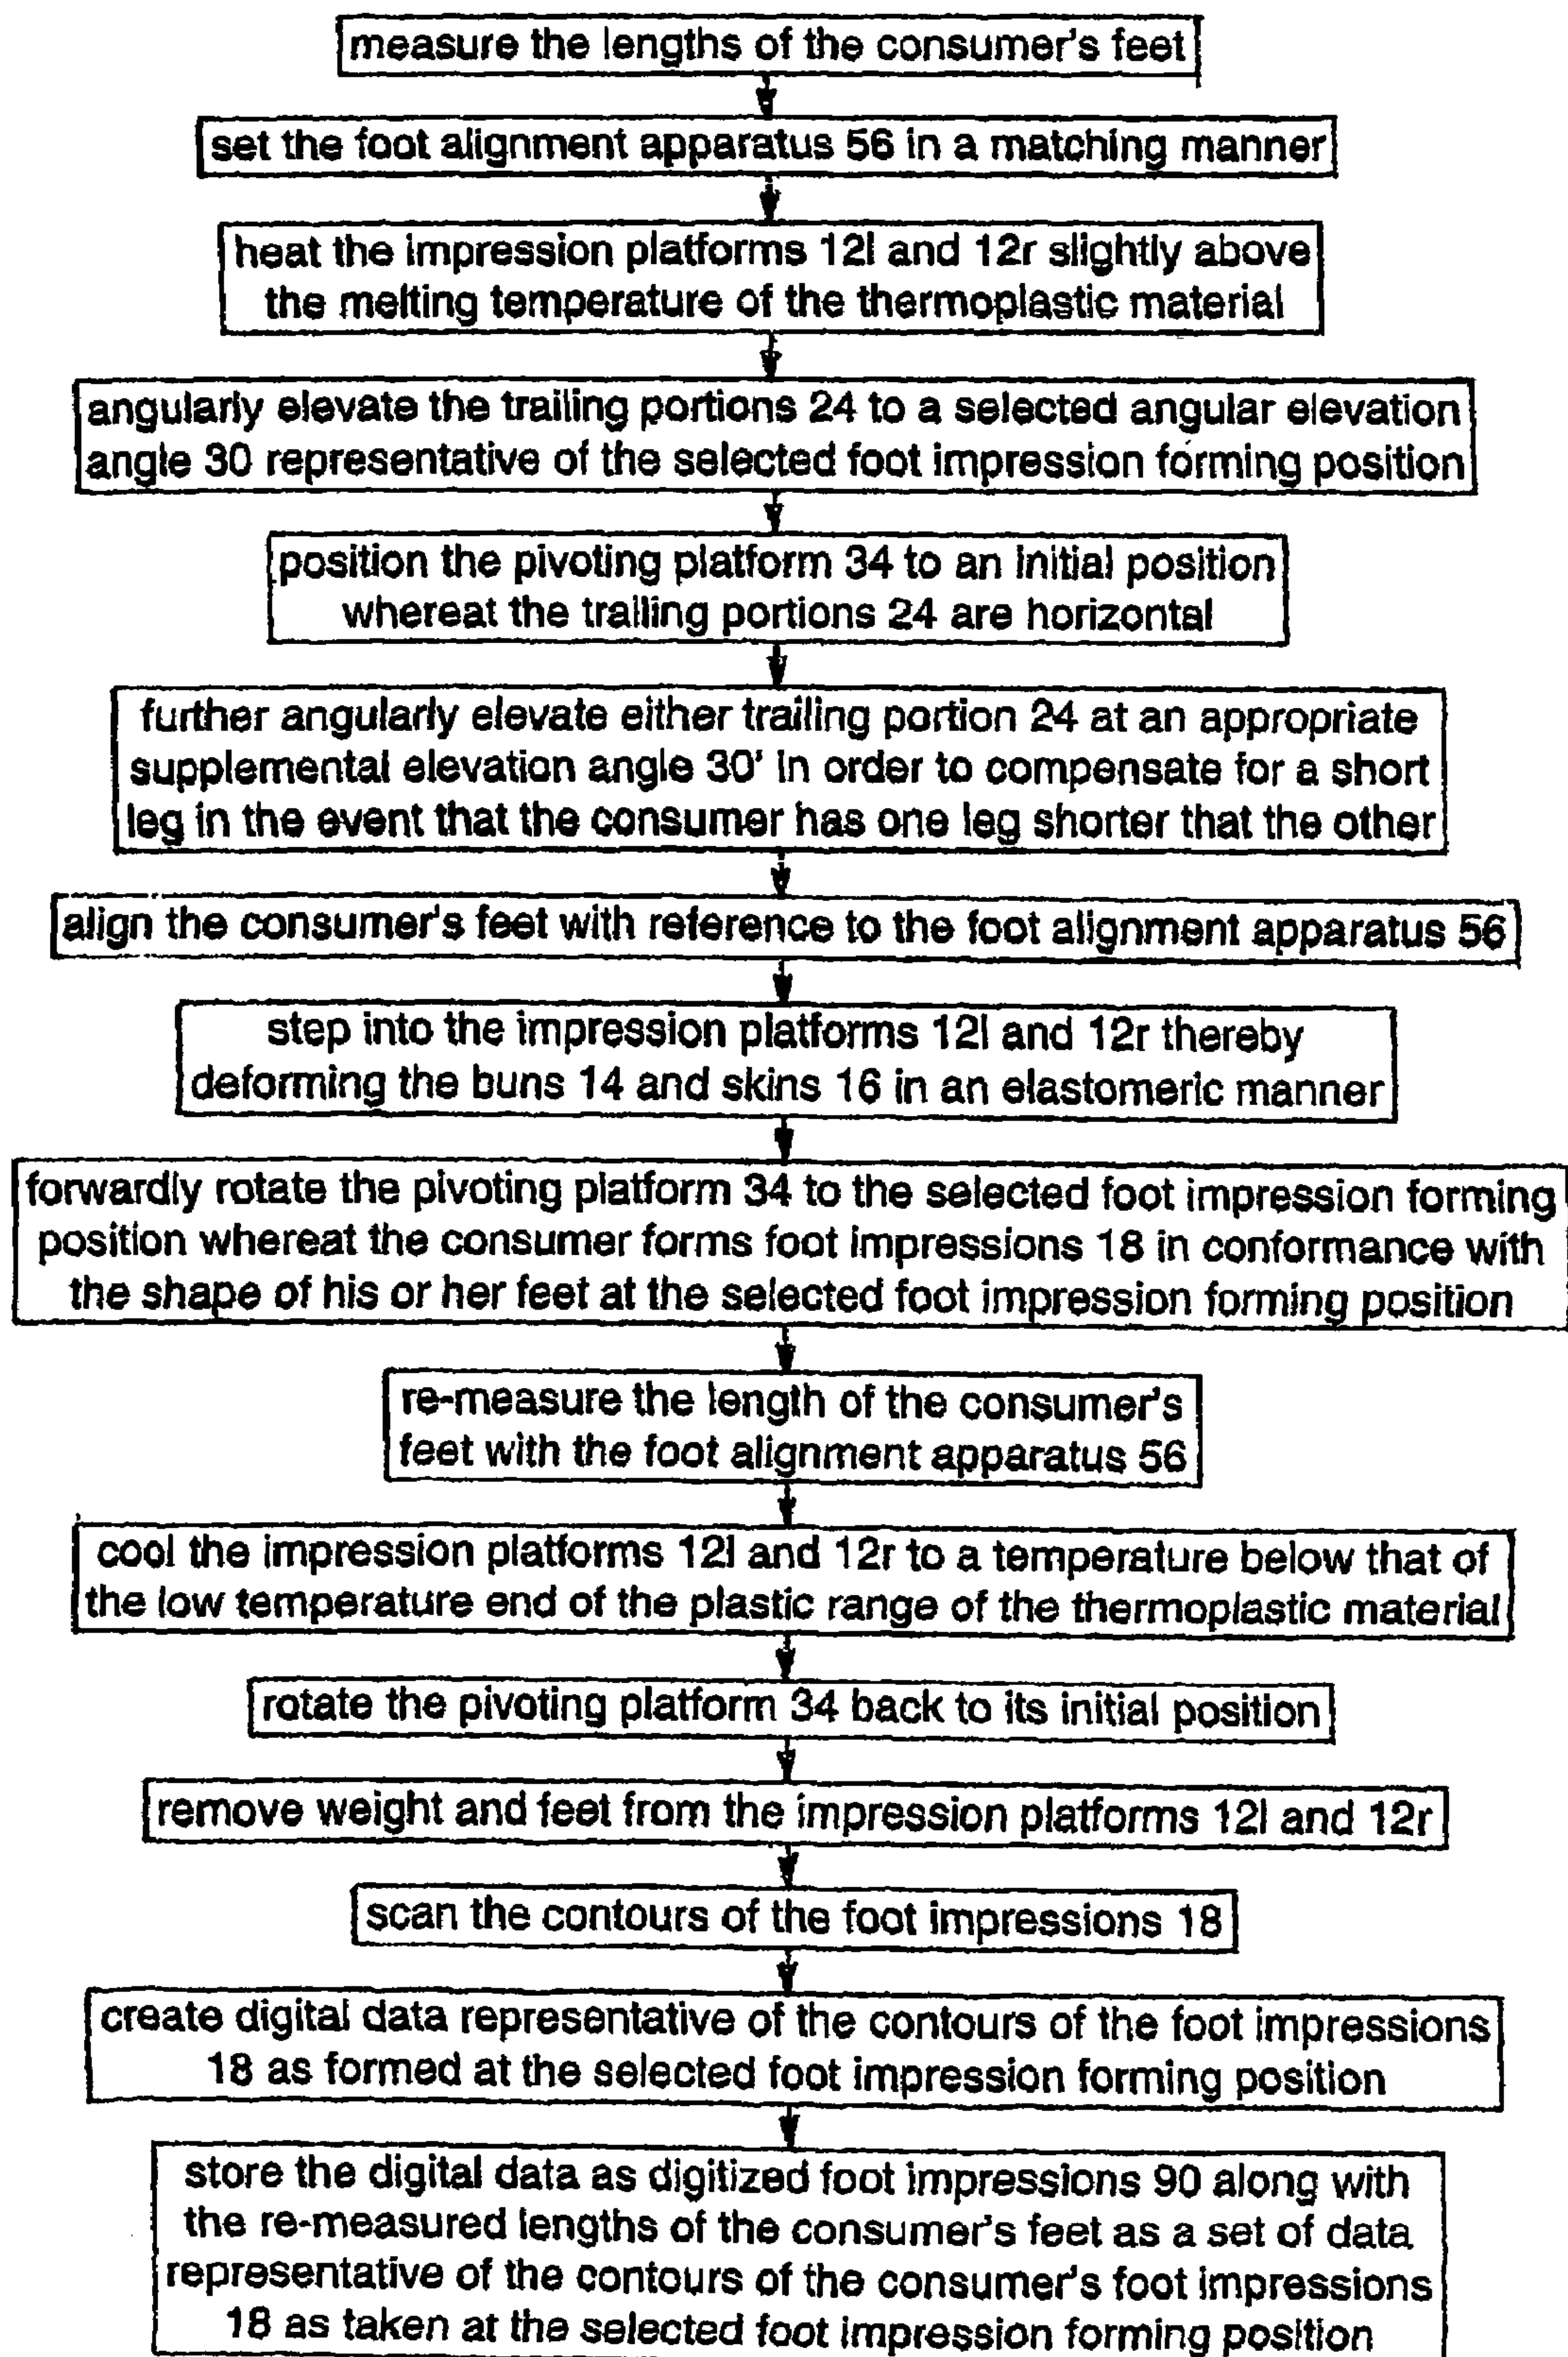 measure the lengths of the consumer's feet
set the foot alignment apparatus 56 in a matching manner
heat the impression platforms 12l and 12r slightly above
the melting temperature of the thermoplastic material
angularly elevate the trailing portions 24 to a selected angular elevation
angle 30 representative of the selected foot impression forming position
position the pivoting platform 34 to an initial position
whereat the trailing portions 24 are horizontal
further angularly elevate either trailing portion 24 at an appropriate
supplemental elevation angle 30' in order to compensate for a short
leg in the event that the consumer has one leg shorter that the other
align the consumer's feet with reference to the foot alignment apparatus 56
step into the impression platforms 12l and 12r thereby
deforming the buns 14 and skins 16 in an elastomeric manner
forwardly rotate the pivoting platform 34 to the selected foot impression forming
position whereat the consumer forms foot impressions 18 in conformance with
the shape of his or her feet at the selected foot impression forming position
re-measure the length of the consumer's
feet with the foot alignment apparatus 56
cool the impression platforms 12l and 12r to a temperature below that of
the low temperature end of the plastic range of the thermoplastic material
rotate the pivoting platform 34 back to its initial position
remove weight and feet from the impression platforms 12l and 12r
scan the contours of the foot impressions 18
create digital data representative of the contours of the foot impressions
18 as formed at the selected foot impression forming position
store the digital data as digitized foot impressions 90 along with
the re-measured lengths of the consumer's feet as a set of data
representative of the contours of the consumer's foot impressions
18 as taken at the selected foot impression forming position